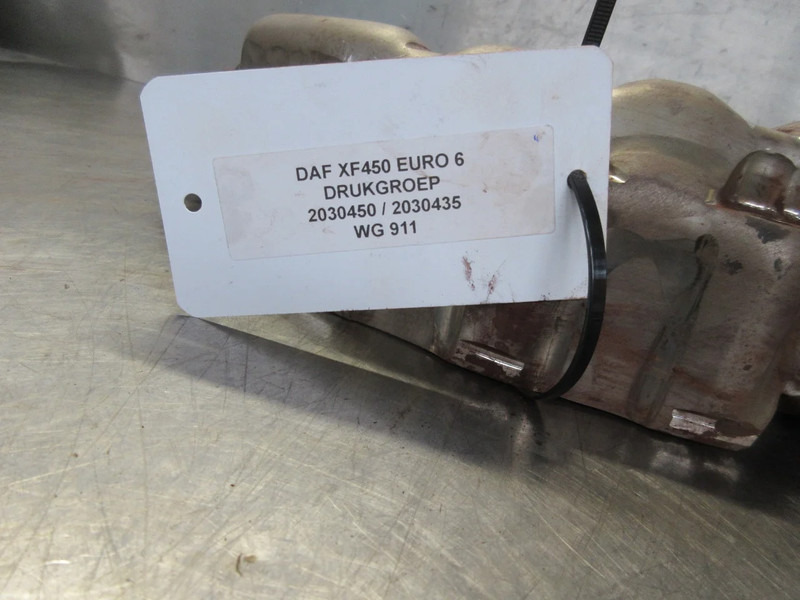 DAF XF450 EURO 6
DRUKGROEP
2030450 / 2030435
WG 911